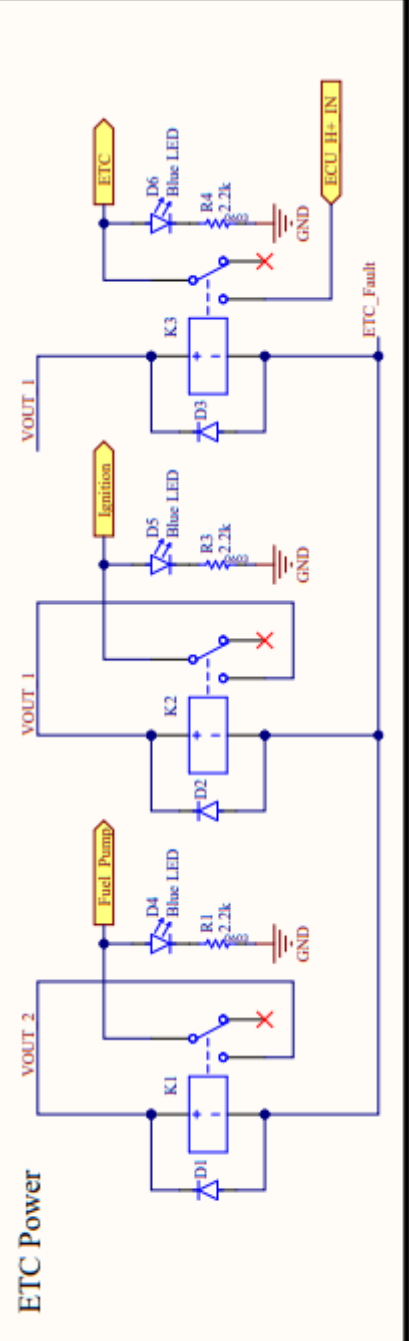 ETC Power
VOUT 2
Fuel Pump
K1
D1
D4
Blue LED
R1
2.2k
GND
VOUT 1
Ignition
K2
D2
D5
Blue LED
R3
2.2k
GND
VOUT 1
ETC
K3
D3
D6
Blue LED
R4
2.2k
GND
ECU H+ IN
ETC_Fault